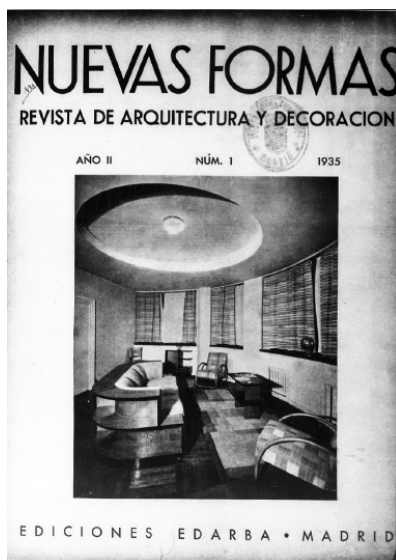 NUEVAS FORMAS
REVISTA DE ARQUITECTURA Y DECORACION
AÑO II NÚM. 1 1935
EDICIONES EDARBA • MADRID